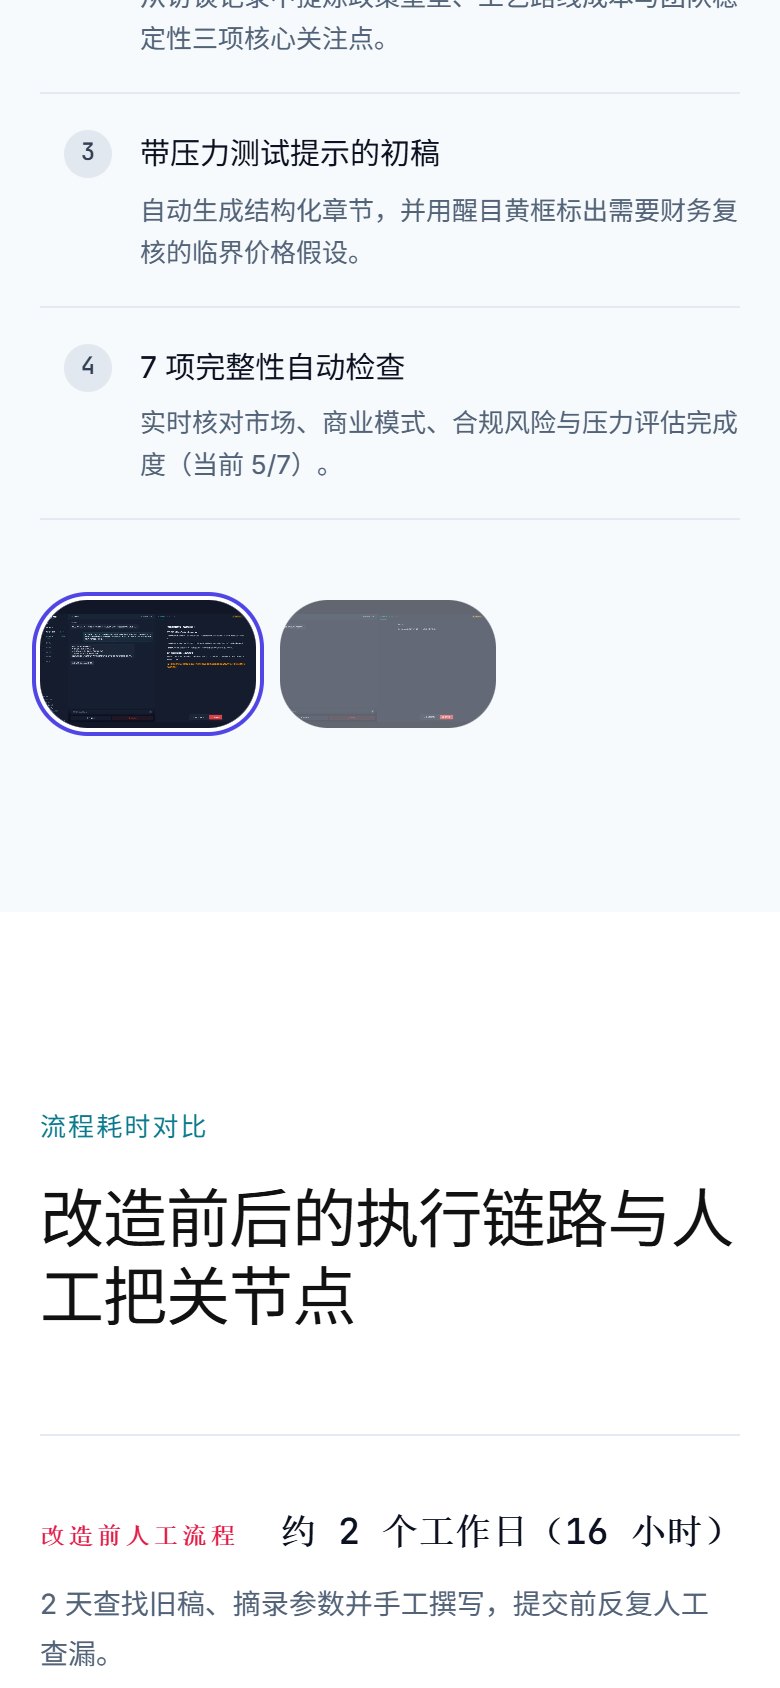 定性三项核心关注点。
3
带压力测试提示的初稿
自动生成结构化章节，并用醒目黄框标出需要财务复
核的临界价格假设。
4
7 项完整性自动检查
实时核对市场、商业模式、合规风险与压力评估完成
度（当前 5/7）。
流程耗时对比
改造前后的执行链路与人
工把关节点
改造前人工流程
约 2 个工作日（16 小时）
2 天查找旧稿、摘录参数并手工撰写，提交前反复人工
查漏。